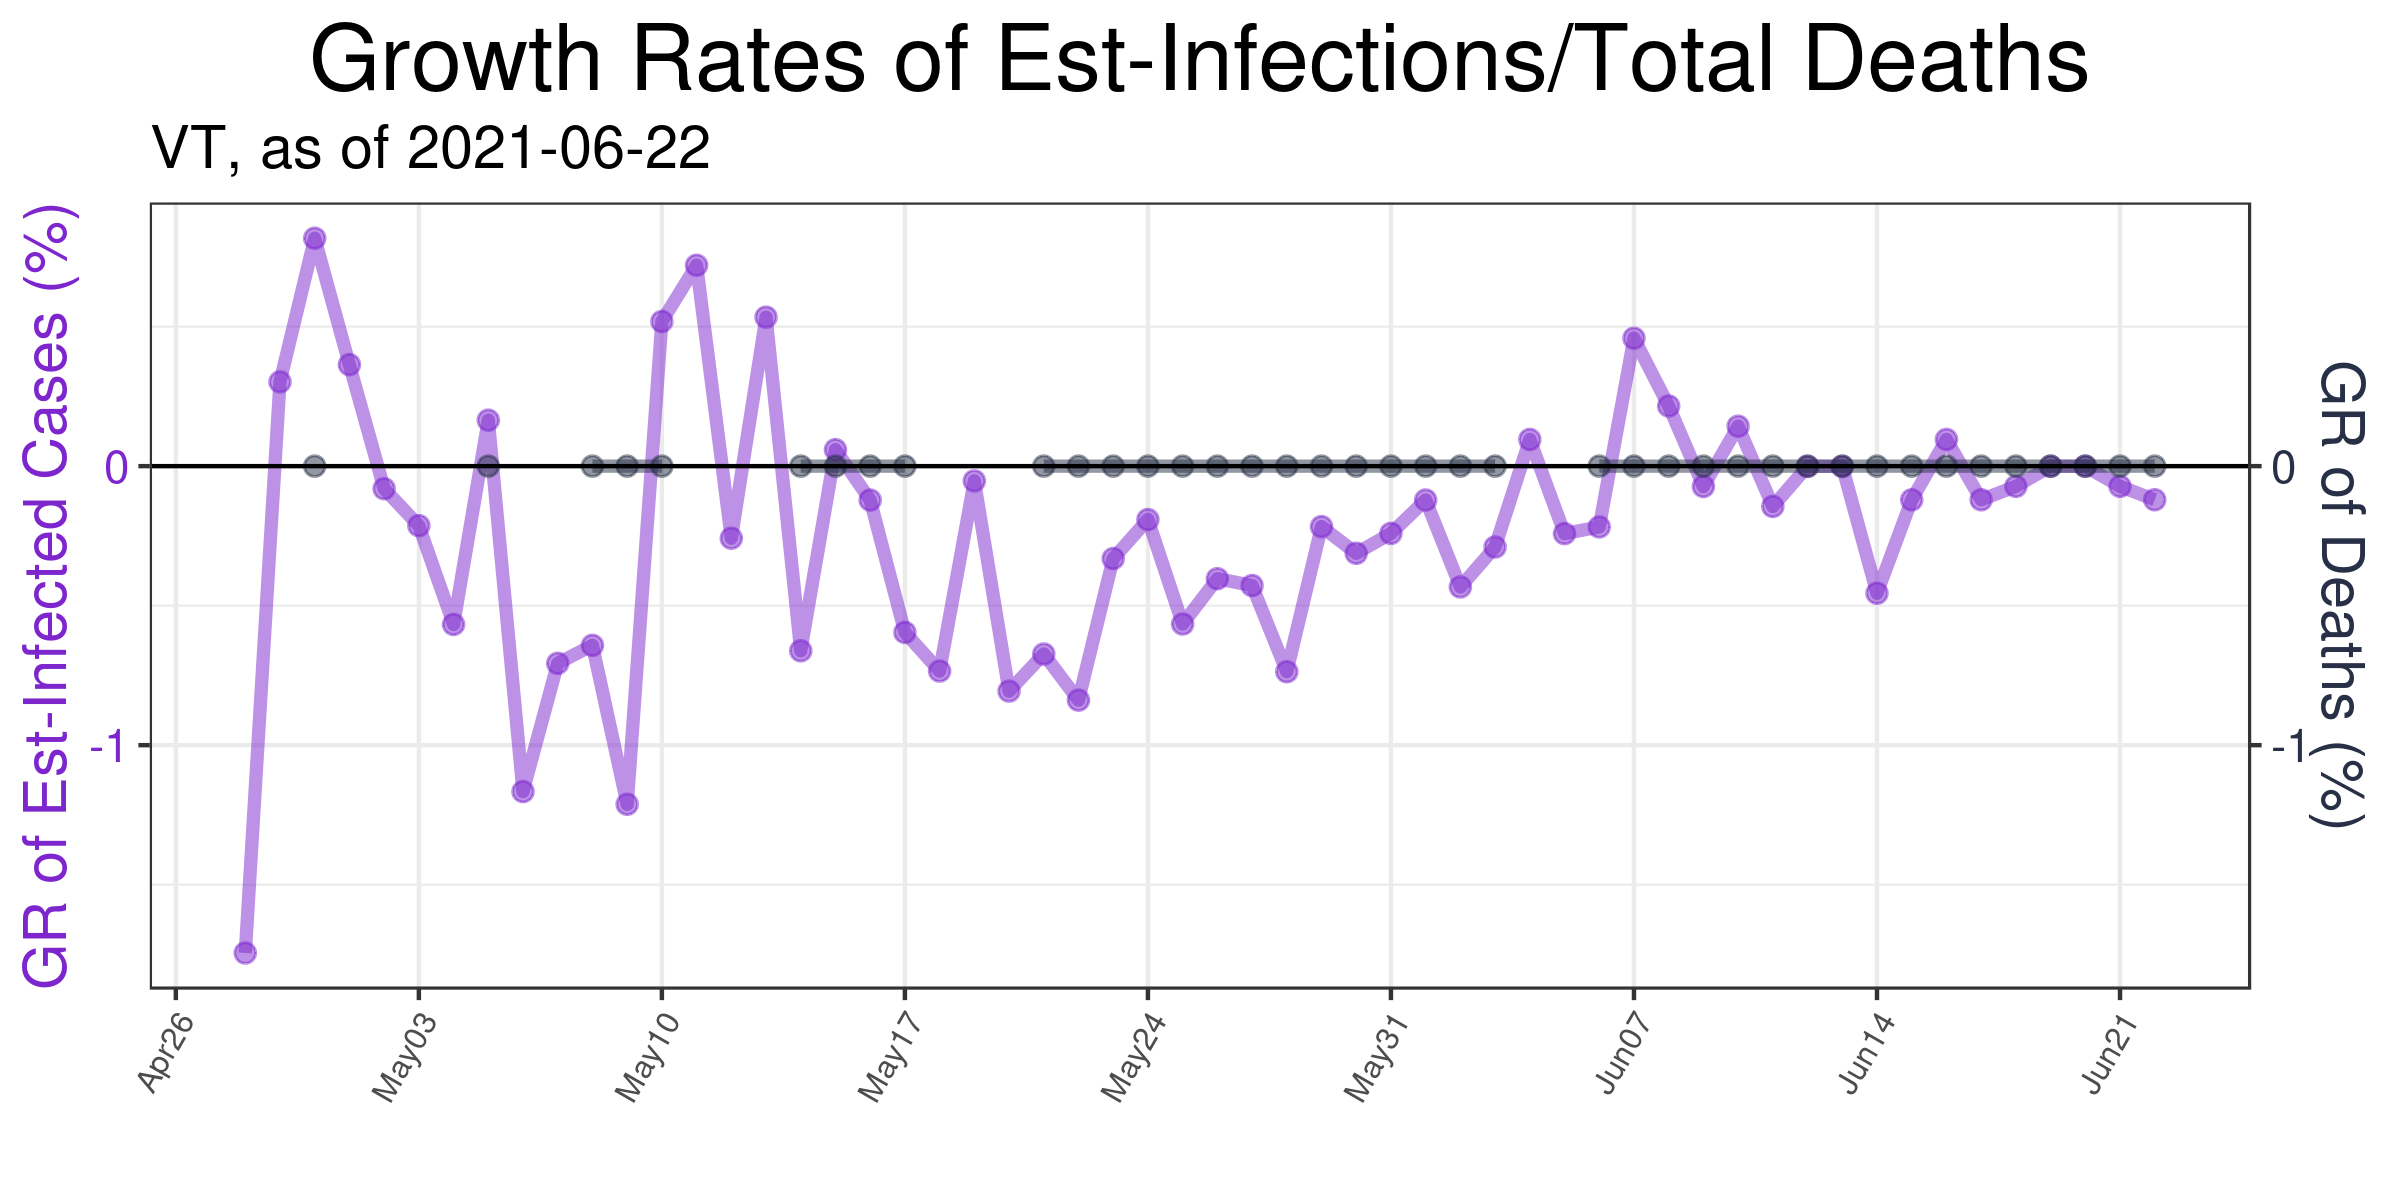 Growth Rates of Est-Infections/Total Deaths
VT, as of 2021-06-22
GR of Est-Infected Cases (%)
0
-1
GR of Deaths (%)
0
-1
Apr26
May03
May10
May17
May24
May31
Jun07
Jun14
Jun21